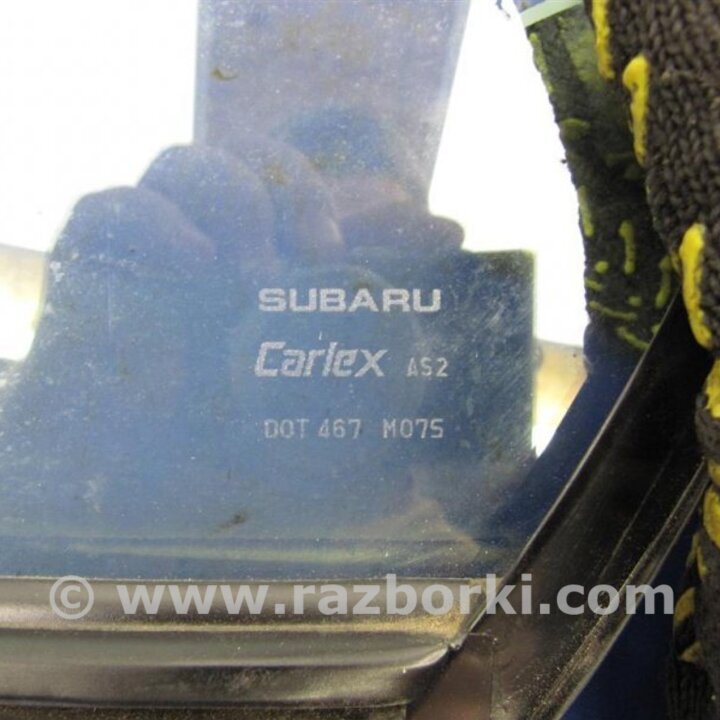 SUBARU
Carlex AS2
DOT 467 M075
© www.razborki.com